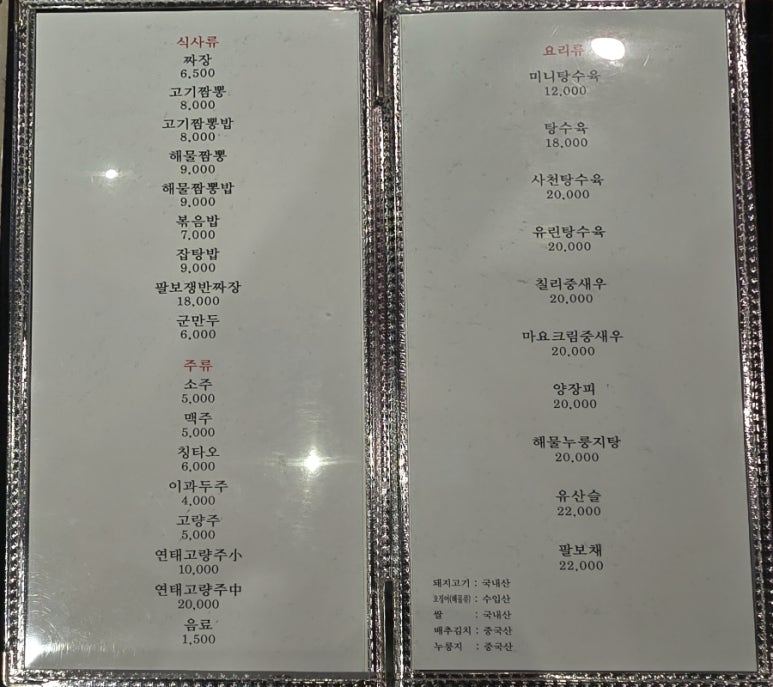 식사류
짜장
6,500
고기짬뽕
8,000
고기짬뽕밥
8,000
해물짬뽕
9,000
해물짬뽕밥
9,000
볶음밥
7,000
잡탕밥
9,000
팔보쟁반짜장
18,000
군만두
6,000
주류
소주
5,000
맥주
5,000
칭타오
6,000
이과두주
4,000
고량주
5,000
연태고량주小
10,000
연태고량주中
20,000
음료
1,500
요리류
미니탕수육
12,000
탕수육
18,000
사천탕수육
20,000
유린탕수육
20,000
칠리중새우
20,000
마요크림중새우
20,000
양장피
20,000
해물누룽지탕
20,000
유산슬
22,000
팔보채
22,000
돼지고기 : 국내산
오징어(해물류) : 수입산
쌀 : 국내산
배추김치 : 중국산
누룽지 : 중국산